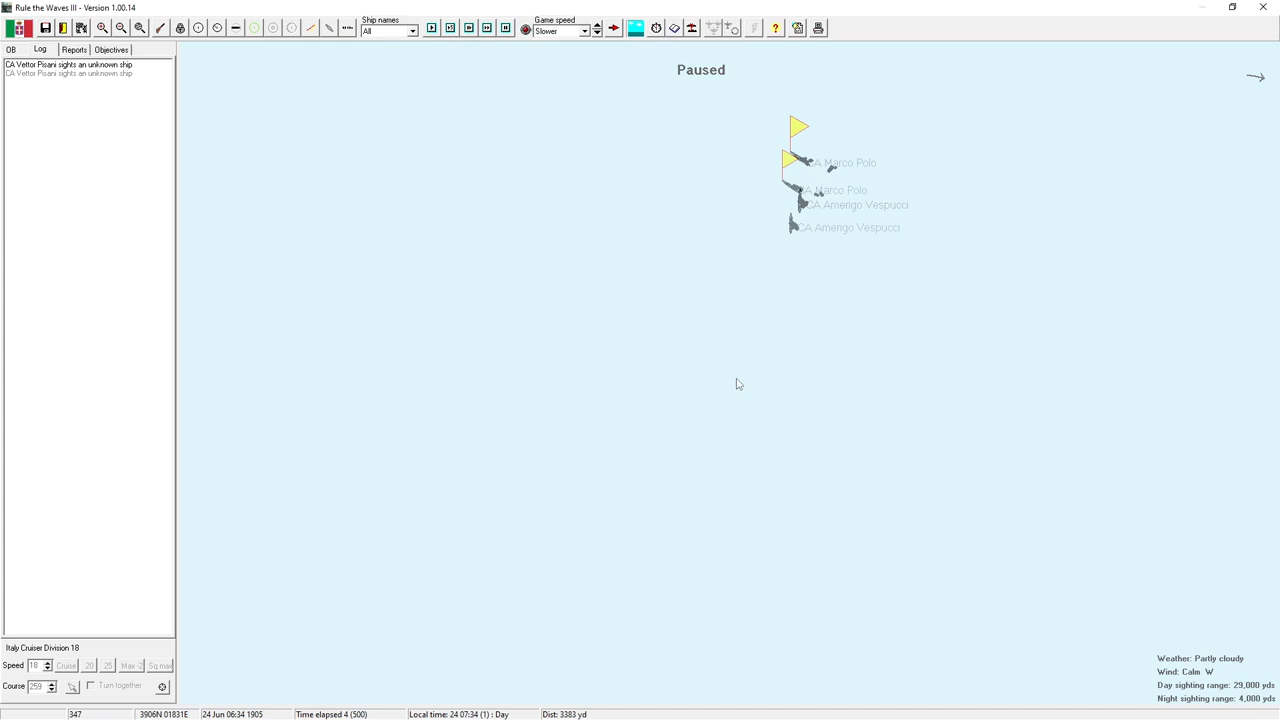 Rule the Waves III - Version 1.00.14
Ship names
All
Game speed
Slower
OB Log Reports Objectives
CA Vettor Pisani sights an unknown ship
CA Vettor Pisani sights an unknown ship
Paused
CA Marco Polo
CA Marco Polo
CA Amerigo Vespucci
CA Amerigo Vespucci
Italy Cruiser Division 18
Speed 18 Cruise 20 25 Max -2 Sq max
Course 259 Turn together
Weather: Partly cloudy
Wind: Calm W
Day sighting range: 29,000 yds
Night sighting range: 4,000 yds
347 3906N 01831E 24 Jun 06:34 1905 Time elapsed 4 (500) Local time: 24 07:34 (1) : Day Dist: 3383 yd